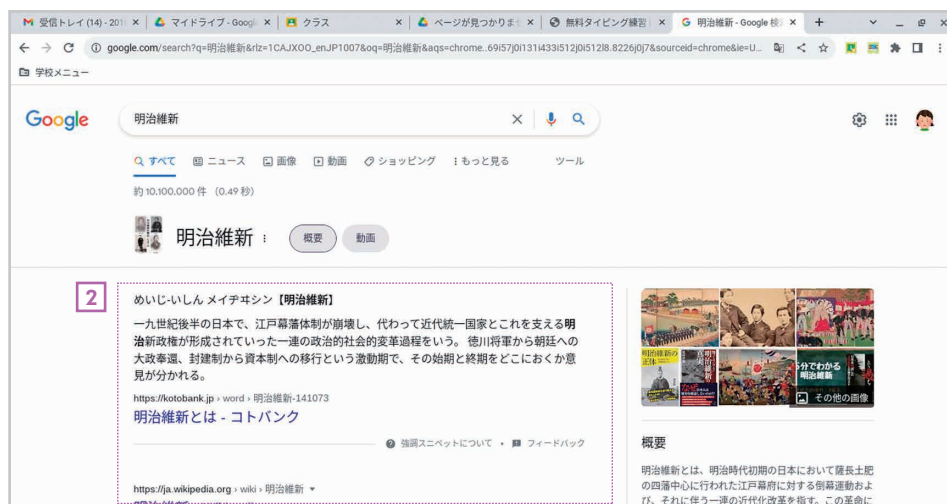 受信トレイ (14) - 201
マイドライブ - Googl
クラス
ページが見つかりませ
無料タイピング練習
明治維新 - Google 検
google.com/search?q=明治維新&rlz=1CAJXOO_enJP1007&oq=明治維新&aqs=chrome..69i57j0i131i433i512j0i512l8.8226j0j7&sourceid=chrome&ie=U...
学校メニュー
Google
明治維新
すべて ニュース 画像 動画 ショッピング もっと見る ツール
約 10,100,000 件 (0.49 秒)
明治維新
概要 動画
2
めいじ-いしん メイヂヰシン【明治維新】
一九世紀後半の日本で、江戸幕藩体制が崩壊し、代わって近代統一国家とこれを支える明
治新政権が形成されていった一連の政治的社会的変革過程をいう。 徳川将軍から朝廷への
大政奉還、封建制から資本制への移行という激動期で、その始期と終期をどこにおくか意
見が分かれる。
https://kotobank.jp › word › 明治維新-141073
明治維新とは - コトバンク
強調スニペットについて • フィードバック
https://ja.wikipedia.org › wiki › 明治維新
明治維新の
正体
5分でわかる
明治維新
その他の画像
概要
明治維新とは、明治時代初期の日本において薩長土肥
の四藩中心に行われた江戸幕府に対する倒幕運動およ
び、それに伴う一連の近代化改革を指す。この革命に